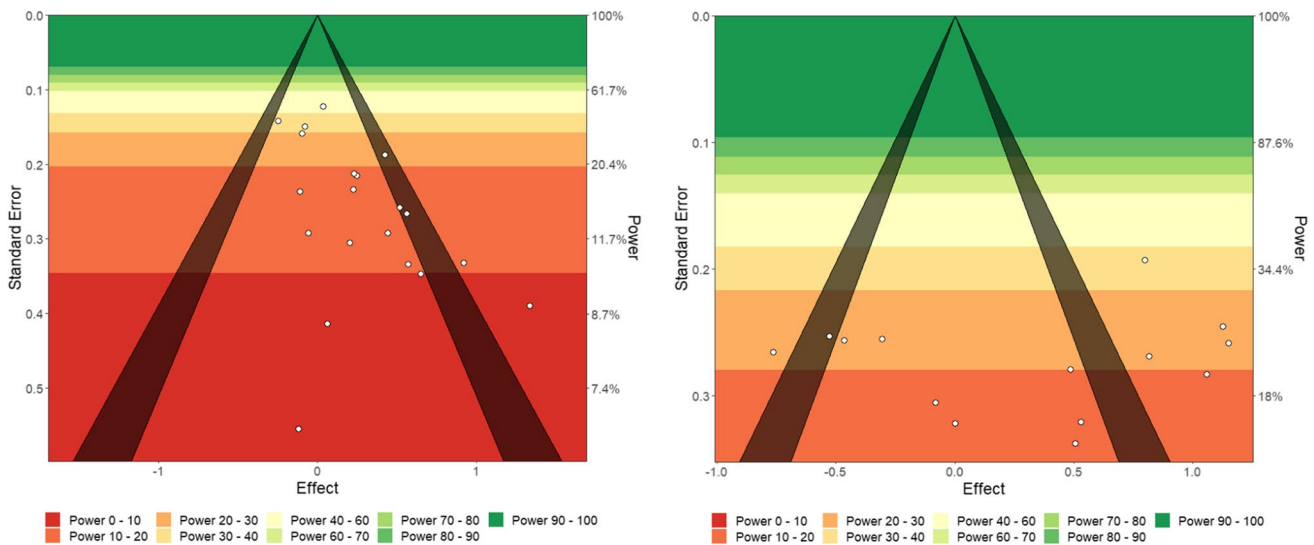 0.0
0.1
0.2
0.3
0.4
0.5
Standard Error
100%
61.7%
20.4%
11.7%
8.7%
7.4%
Power
-1
0
1
Effect
Power 0 - 10
Power 20 - 30
Power 40 - 60
Power 70 - 80
Power 90 - 100
Power 10 - 20
Power 30 - 40
Power 60 - 70
Power 80 - 90
0.0
0.1
0.2
0.3
Standard Error
100%
87.6%
34.4%
18%
Power
-1.0
-0.5
0.0
0.5
1.0
Effect
Power 0 - 10
Power 20 - 30
Power 40 - 60
Power 70 - 80
Power 90 - 100
Power 10 - 20
Power 30 - 40
Power 60 - 70
Power 80 - 90